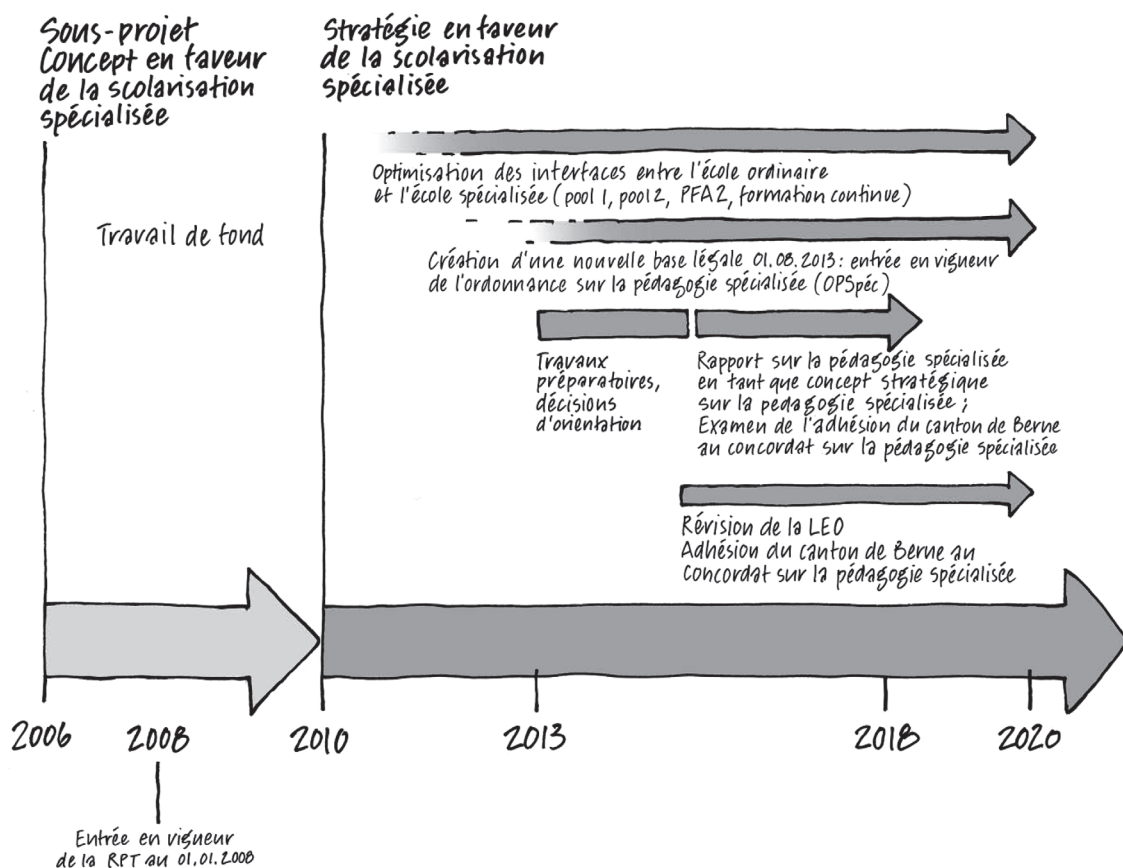 Sous-projet
Concept en faveur
de la scolarisation
spécialisée
Stratégie en faveur
de la scolarisation
spécialisée
Travail de fond
Optimisation des interfaces entre l'école ordinaire
et l'école spécialisée (pool 1, pool 2, PFA2, formation continue)
Création d'une nouvelle base légale 01.08.2013 : entrée en vigueur
de l'ordonnance sur la pédagogie spécialisée (OPSpéc)
Travaux
préparatoires,
décisions
d'orientation
Rapport sur la pédagogie spécialisée
en tant que concept stratégique
sur la pédagogie spécialisée ;
Examen de l'adhésion du canton de Berne
au concordat sur la pédagogie spécialisée
Révision de la LEO
Adhésion du canton de Berne au
concordat sur la pédagogie spécialisée
2006 2008 2010 2013 2018 2020
Entrée en vigueur
de la RPT au 01.01.2008